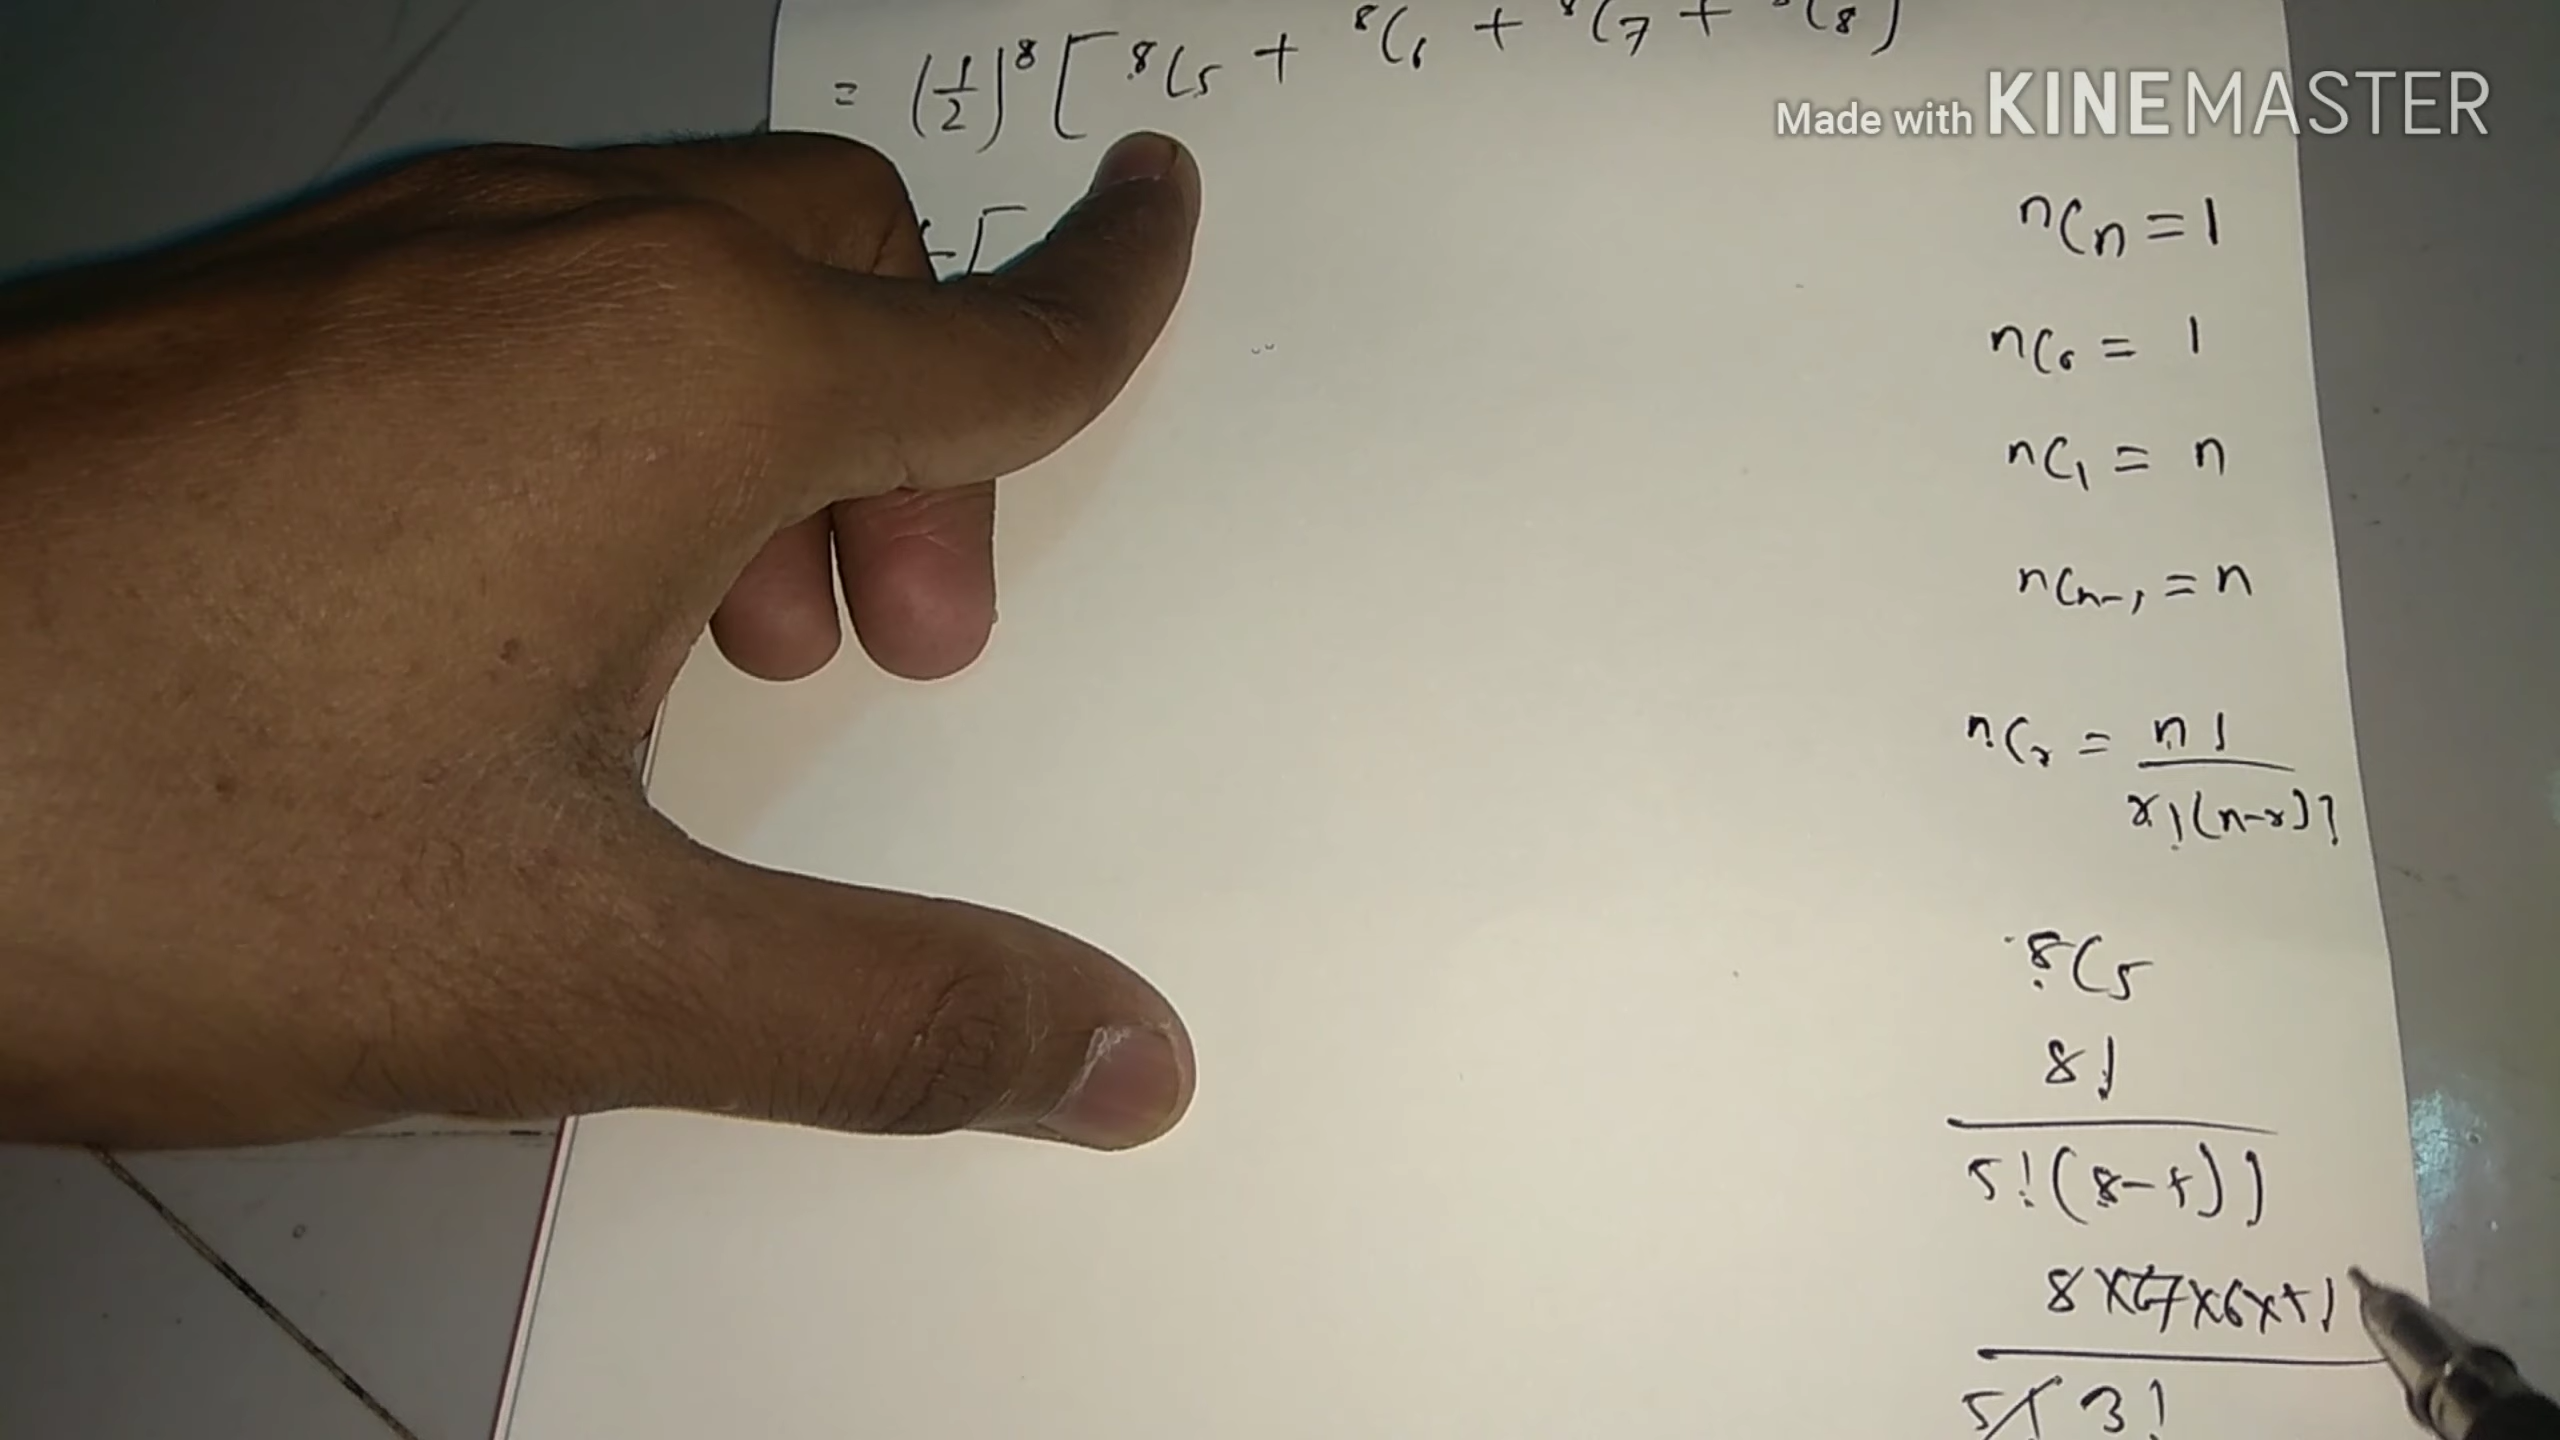 = (1/2)⁸ [ ⁸C₅ + ⁸C₆ + ⁸C₇ + ⁸C₈ ]
Made with KINEMASTER
[
nCn = 1
nC₀ = 1
nC₁ = n
nCn-1 = n
nCr = n! / r!(n-r)!
⁸C₅
8!
5!(8-5)!
8×7×6×5!
5! 3!